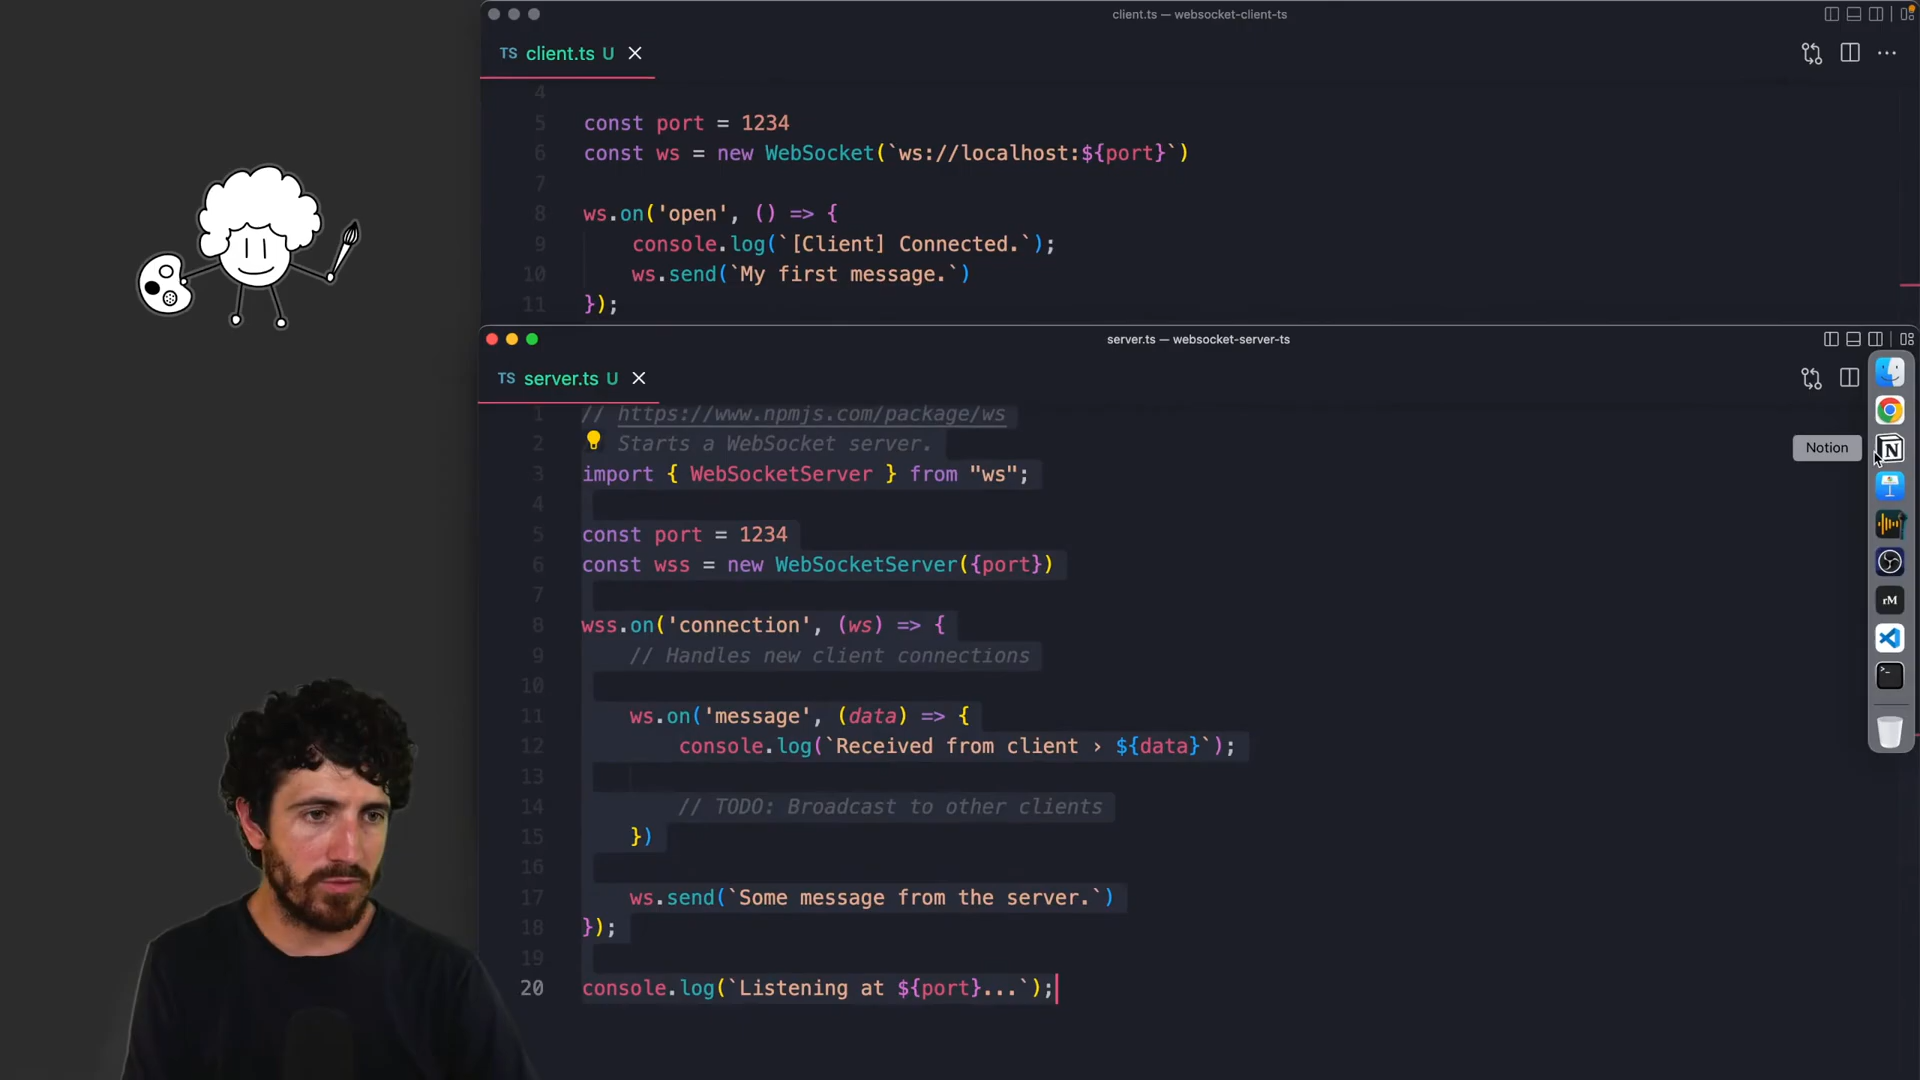 client.ts — websocket-client-ts
TS client.ts U
4
5 const port = 1234
6 const ws = new WebSocket(`ws://localhost:${port}`)
7
8 ws.on('open', () => {
9 console.log(`[Client] Connected.`);
10 ws.send(`My first message.`)
11 });
server.ts — websocket-server-ts
TS server.ts U
1 // https://www.npmjs.com/package/ws
2 Starts a WebSocket server.
3 import { WebSocketServer } from "ws";
4
5 const port = 1234
6 const wss = new WebSocketServer({port})
7
8 wss.on('connection', (ws) => {
9 // Handles new client connections
10
11 ws.on('message', (data) => {
12 console.log(`Received from client › ${data}`);
13
14 // TODO: Broadcast to other clients
15 })
16
17 ws.send(`Some message from the server.`)
18 });
19
20 console.log(`Listening at ${port}...`);
Notion
N
rM
>_